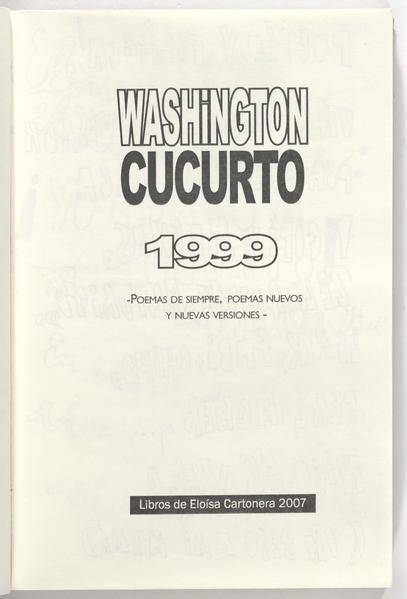 WASHiNGTON
CUCURTO
1999
-POEMAS DE SIEMPRE, POEMAS NUEVOS
Y NUEVAS VERSIONES -
Libros de Eloísa Cartonera 2007